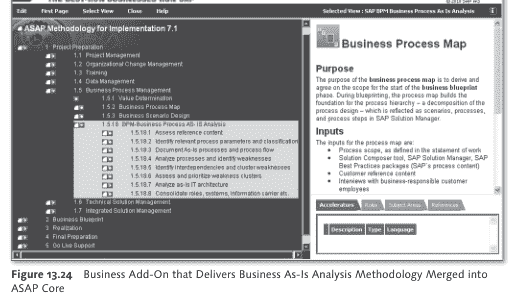 Edit First Page Select View Close Help
Selected View : SAP BPM Business Process As Is Analysis
ASAP Methodology for Implementation 7.1
1 Project Preparation
1.1 Project Management
1.2 Organizational Change Management
1.3 Training
1.4 Data Management
1.5 Business Process Management
1.5.1 Value Determination
1.5.2 Business Process Map
1.5.3 Business Scenario Design
BPM-Business Process AS-IS Analysis
1.5.18.1 Assess reference content
1.5.18.2 Identify relevant process parameters and classification
1.5.18.3 Document As-Is processes and process flow
1.5.18.4 Analyze processes and identify weaknesses
1.5.18.5 Identify interdependencies and cluster weaknesses
1.5.18.6 Assess and prioritize weakness clusters
1.5.18.7 Analyze as-is IT architecture
1.5.18.8 Consolidate roles, systems, information carrier etc.
1.6 Technical Solution Management
1.7 Integrated Solution Management
2 Business Blueprint
3 Realization
4 Final Preparation
5 Go Live Support
Business Process Map
Purpose
The purpose of the business process map is to derive and
agree on the scope for the start of the business blueprint
phase. During blueprinting, the process map builds the
foundation for the process hierarchy – a decomposition of the
process design – which is reflected as scenarios, processes,
and process steps in SAP Solution Manager.
Inputs
The inputs for the process map are:
• Process scope, as defined in the statement of work
• Solution Composer tool, SAP Solution Manager, SAP
Best Practices packages (SAP's process content)
• Customer reference content
• Interviews with business-responsible customer
employees
Accelerators Roles Subject Areas References
Description Type Language
Figure 13.24 Business Add-On that Delivers Business As-Is Analysis Methodology Merged into
ASAP Core